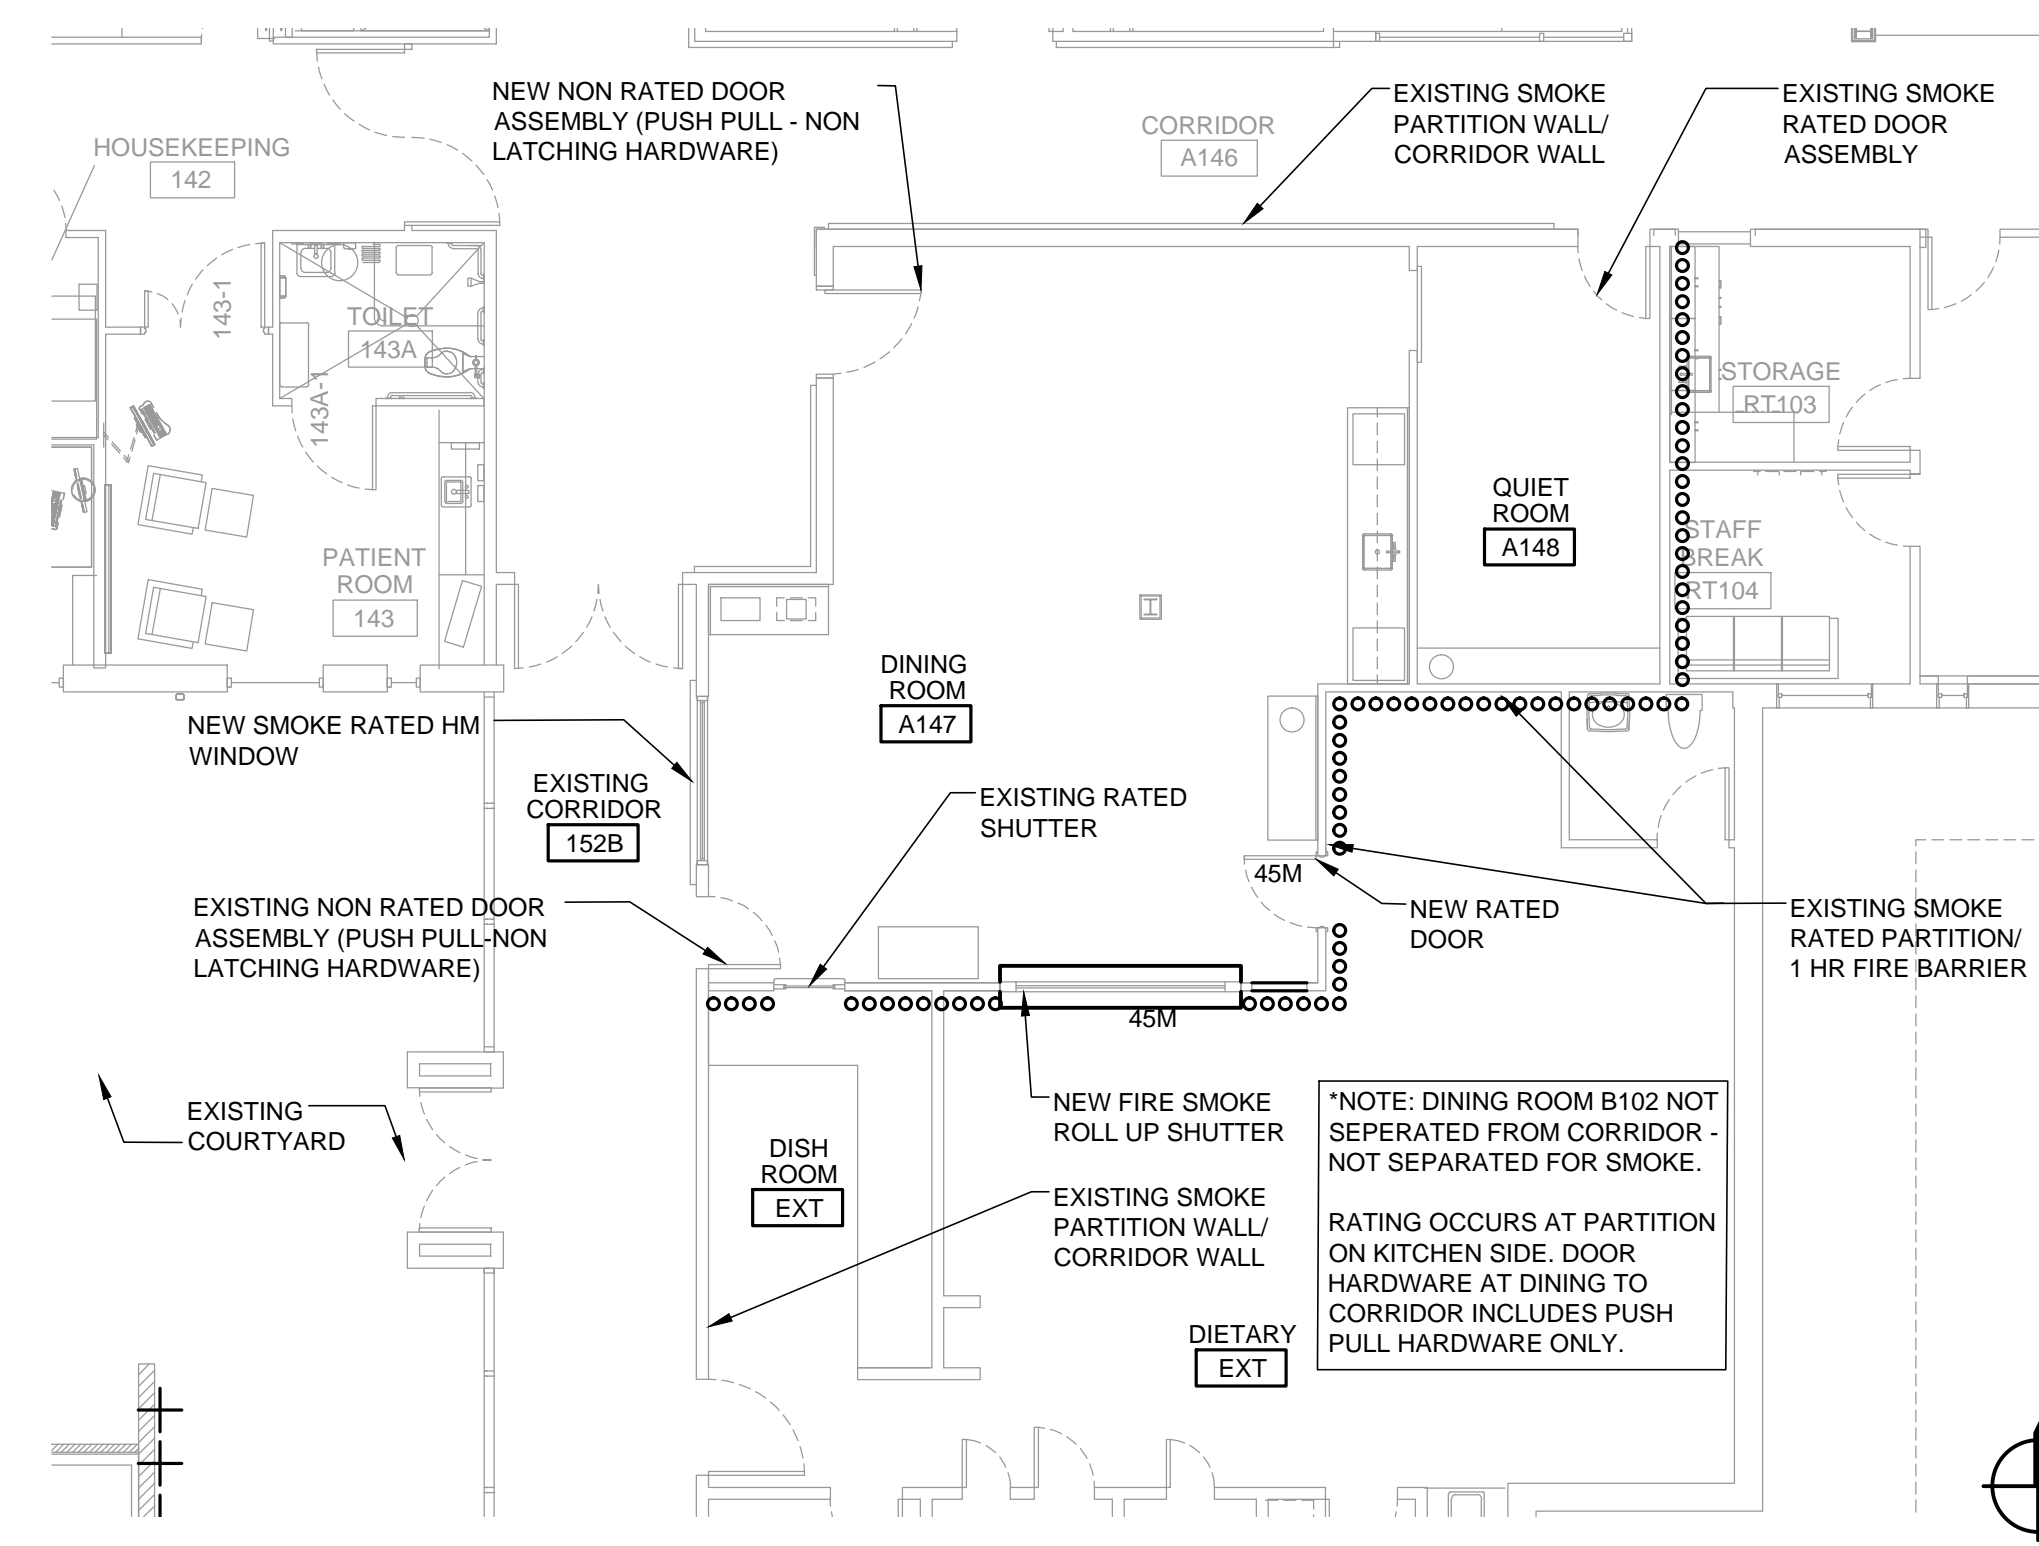 NEW NON RATED DOOR
ASSEMBLY (PUSH PULL - NON
LATCHING HARDWARE)
EXISTING SMOKE
PARTITION WALL/
CORRIDOR WALL
EXISTING SMOKE
RATED DOOR
ASSEMBLY
CORRIDOR
A146
HOUSEKEEPING
142
143-1
TOILET
143A
143A-1
STORAGE
RT103
QUIET
ROOM
A148
STAFF
BREAK
RT104
PATIENT
ROOM
143
DINING
ROOM
A147
NEW SMOKE RATED HM
WINDOW
EXISTING
CORRIDOR
152B
EXISTING RATED
SHUTTER
45M
EXISTING NON RATED DOOR
ASSEMBLY (PUSH PULL-NON
LATCHING HARDWARE)
NEW RATED
DOOR
EXISTING SMOKE
RATED PARTITION/
1 HR FIRE BARRIER
45M
EXISTING
COURTYARD
NEW FIRE SMOKE
ROLL UP SHUTTER
DISH
ROOM
EXT
EXISTING SMOKE
PARTITION WALL/
CORRIDOR WALL
*NOTE: DINING ROOM B102 NOT
SEPERATED FROM CORRIDOR -
NOT SEPARATED FOR SMOKE.
RATING OCCURS AT PARTITION
ON KITCHEN SIDE. DOOR
HARDWARE AT DINING TO
CORRIDOR INCLUDES PUSH
PULL HARDWARE ONLY.
DIETARY
EXT